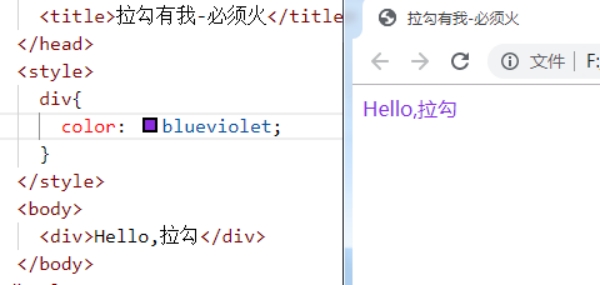 <title>拉勾有我-必须火</title
</head>
<style>
div{
color: blueviolet;
}
</style>
<body>
<div>Hello,拉勾</div>
</body>
拉勾有我-必须火
文件 | F:
Hello,拉勾